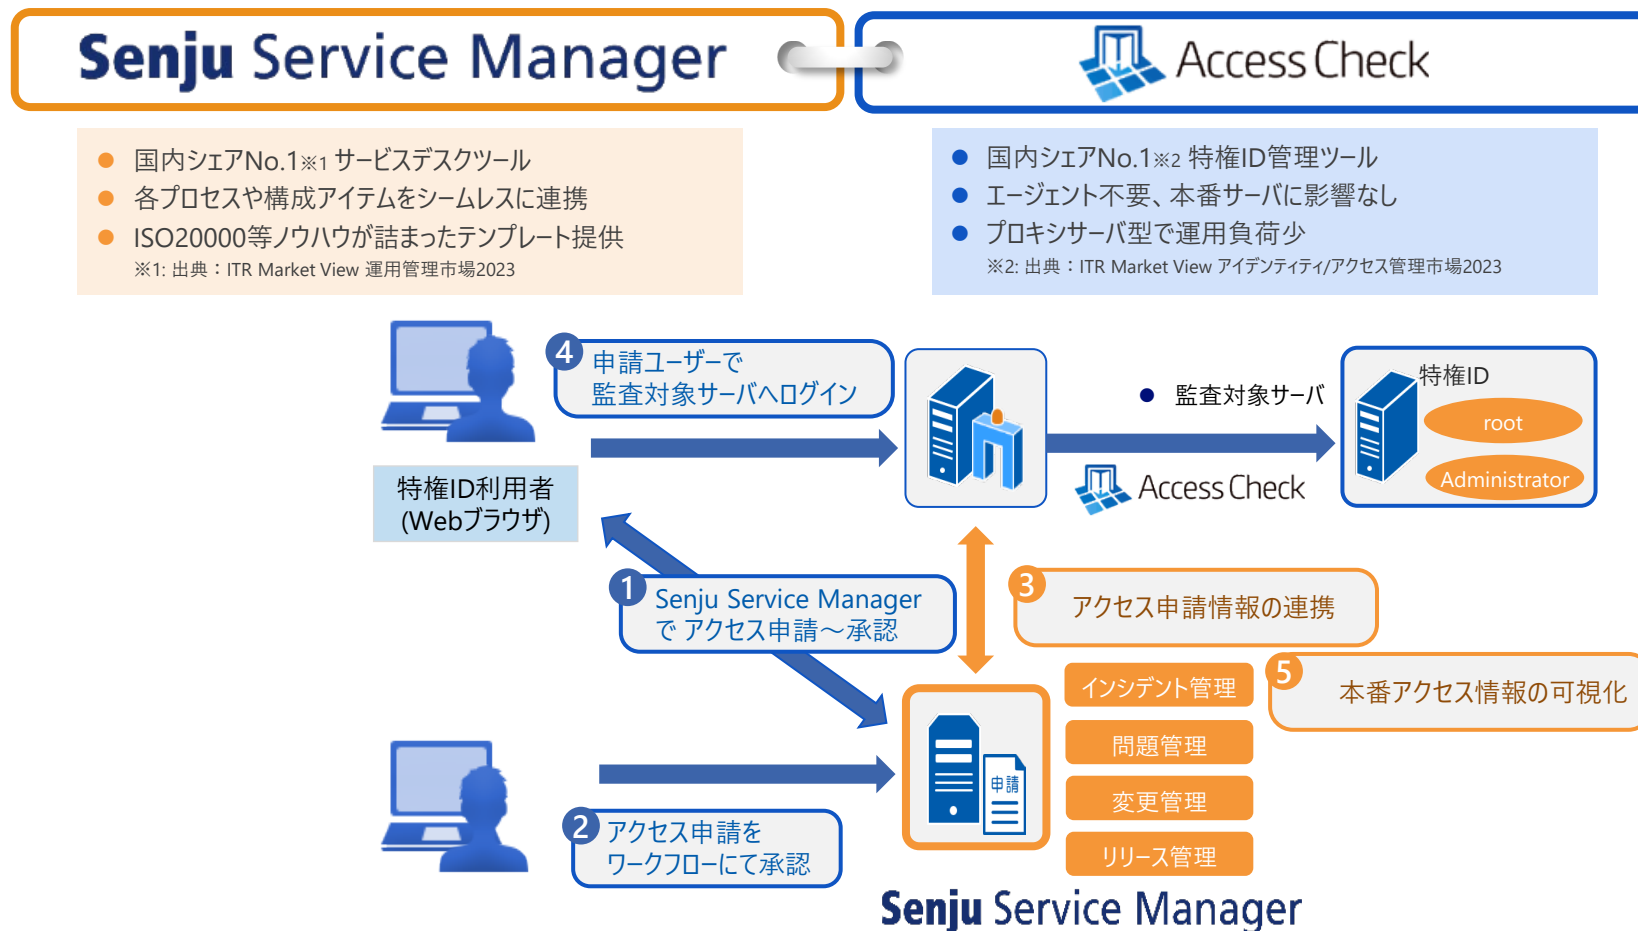 Senju Service Manager
Access Check
国内シェアNo.1※1 サービスデスクツール
各プロセスや構成アイテムをシームレスに連携
ISO20000等ノウハウが詰まったテンプレート提供
※1: 出典：ITR Market View 運用管理市場2023
国内シェアNo.1※2 特権ID管理ツール
エージェント不要、本番サーバに影響なし
プロキシサーバ型で運用負荷少
※2: 出典：ITR Market View アイデンティティ/アクセス管理市場2023
4
申請ユーザーで
監査対象サーバへログイン
監査対象サーバ
特権ID
root
Administrator
Access Check
特権ID利用者
(Webブラウザ)
1
Senju Service Manager
で アクセス申請～承認
3
アクセス申請情報の連携
インシデント管理
問題管理
変更管理
リリース管理
5
本番アクセス情報の可視化
申請
2
アクセス申請を
ワークフローにて承認
Senju Service Manager